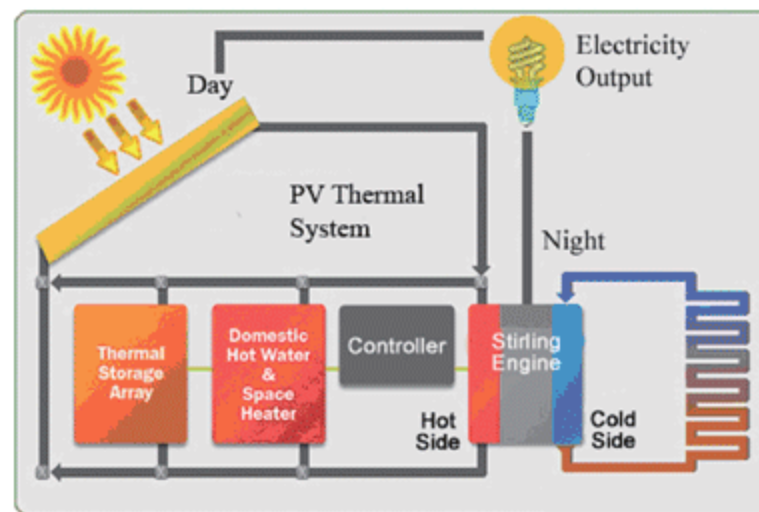 Electricity
Output
Day
PV Thermal
System
Night
Thermal
Storage
Array
Domestic
Hot Water
&
Space
Heater
Controller
Stirling
Engine
Hot
Side
Cold
Side